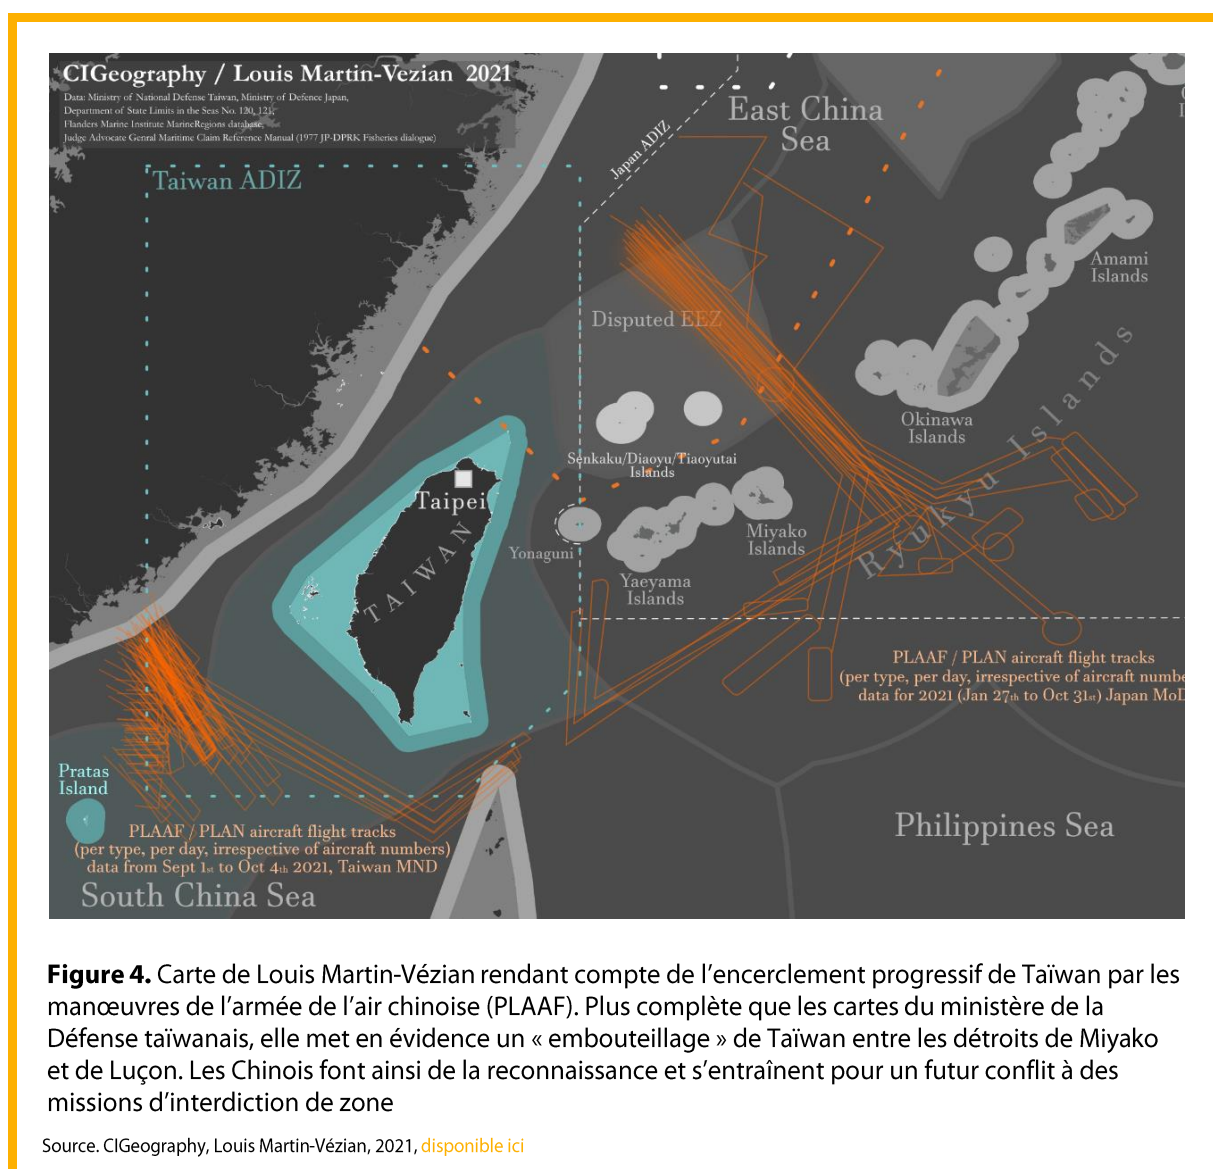 CIGeography / Louis Martin-Vezian 2021
Data: Ministry of National Defense Taiwan, Ministry of Defence Japan,
Department of State Limits in the Seas No. 120, 121,
Flanders Marine Institute MarineRegions database,
Judge Advocate Genral Maritime Claim Reference Manual (1977 JP-DPRK Fisheries dialogue)
East China
Sea
Japan ADIZ
Taiwan ADIZ
Amami
Islands
Disputed EEZ
Okinawa
Islands
Ryukyu Islands
Senkaku/Diaoyu/Tiaoyutai
Islands
Taipei
TAIWAN
Yonaguni
Miyako
Islands
Yaeyama
Islands
PLAAF / PLAN aircraft flight tracks
(per type, per day, irrespective of aircraft numbe
data for 2021 (Jan 27th to Oct 31st) Japan MoD
Pratas
Island
PLAAF / PLAN aircraft flight tracks
(per type, per day, irrespective of aircraft numbers)
data from Sept 1st to Oct 4th 2021, Taiwan MND
Philippines Sea
South China Sea
Figure 4. Carte de Louis Martin-Vézian rendant compte de l’encerclement progressif de Taïwan par les
manœuvres de l’armée de l’air chinoise (PLAAF). Plus complète que les cartes du ministère de la
Défense taïwanais, elle met en évidence un « embouteillage » de Taïwan entre les détroits de Miyako
et de Luçon. Les Chinois font ainsi de la reconnaissance et s’entraînent pour un futur conflit à des
missions d’interdiction de zone
Source. CIGeography, Louis Martin-Vézian, 2021, disponible ici